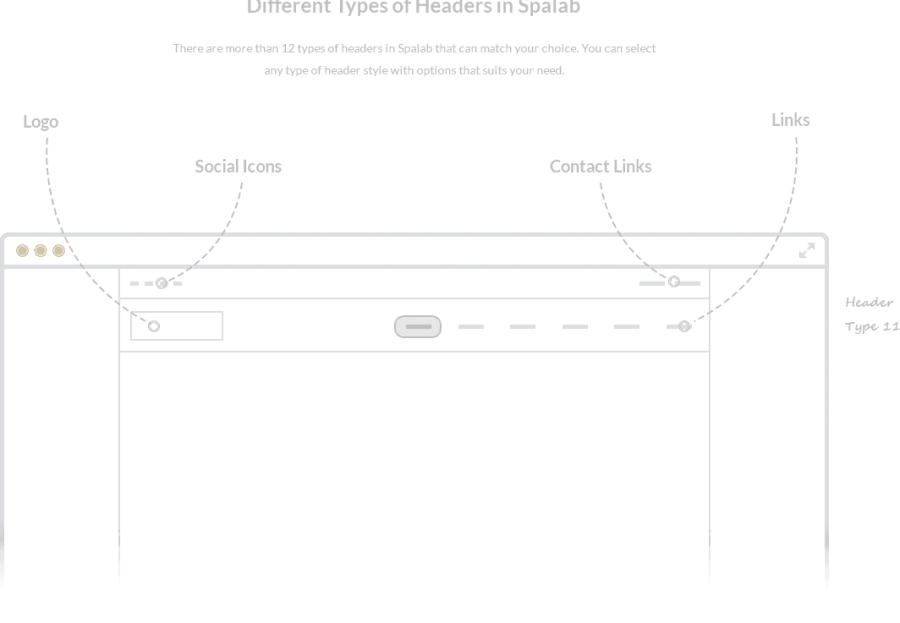 Different Types of Headers in Spalab
There are more than 12 types of headers in Spalab that can match your choice. You can select
any type of header style with options that suits your need.
Logo
Links
Social Icons
Contact Links
Header
Type 11